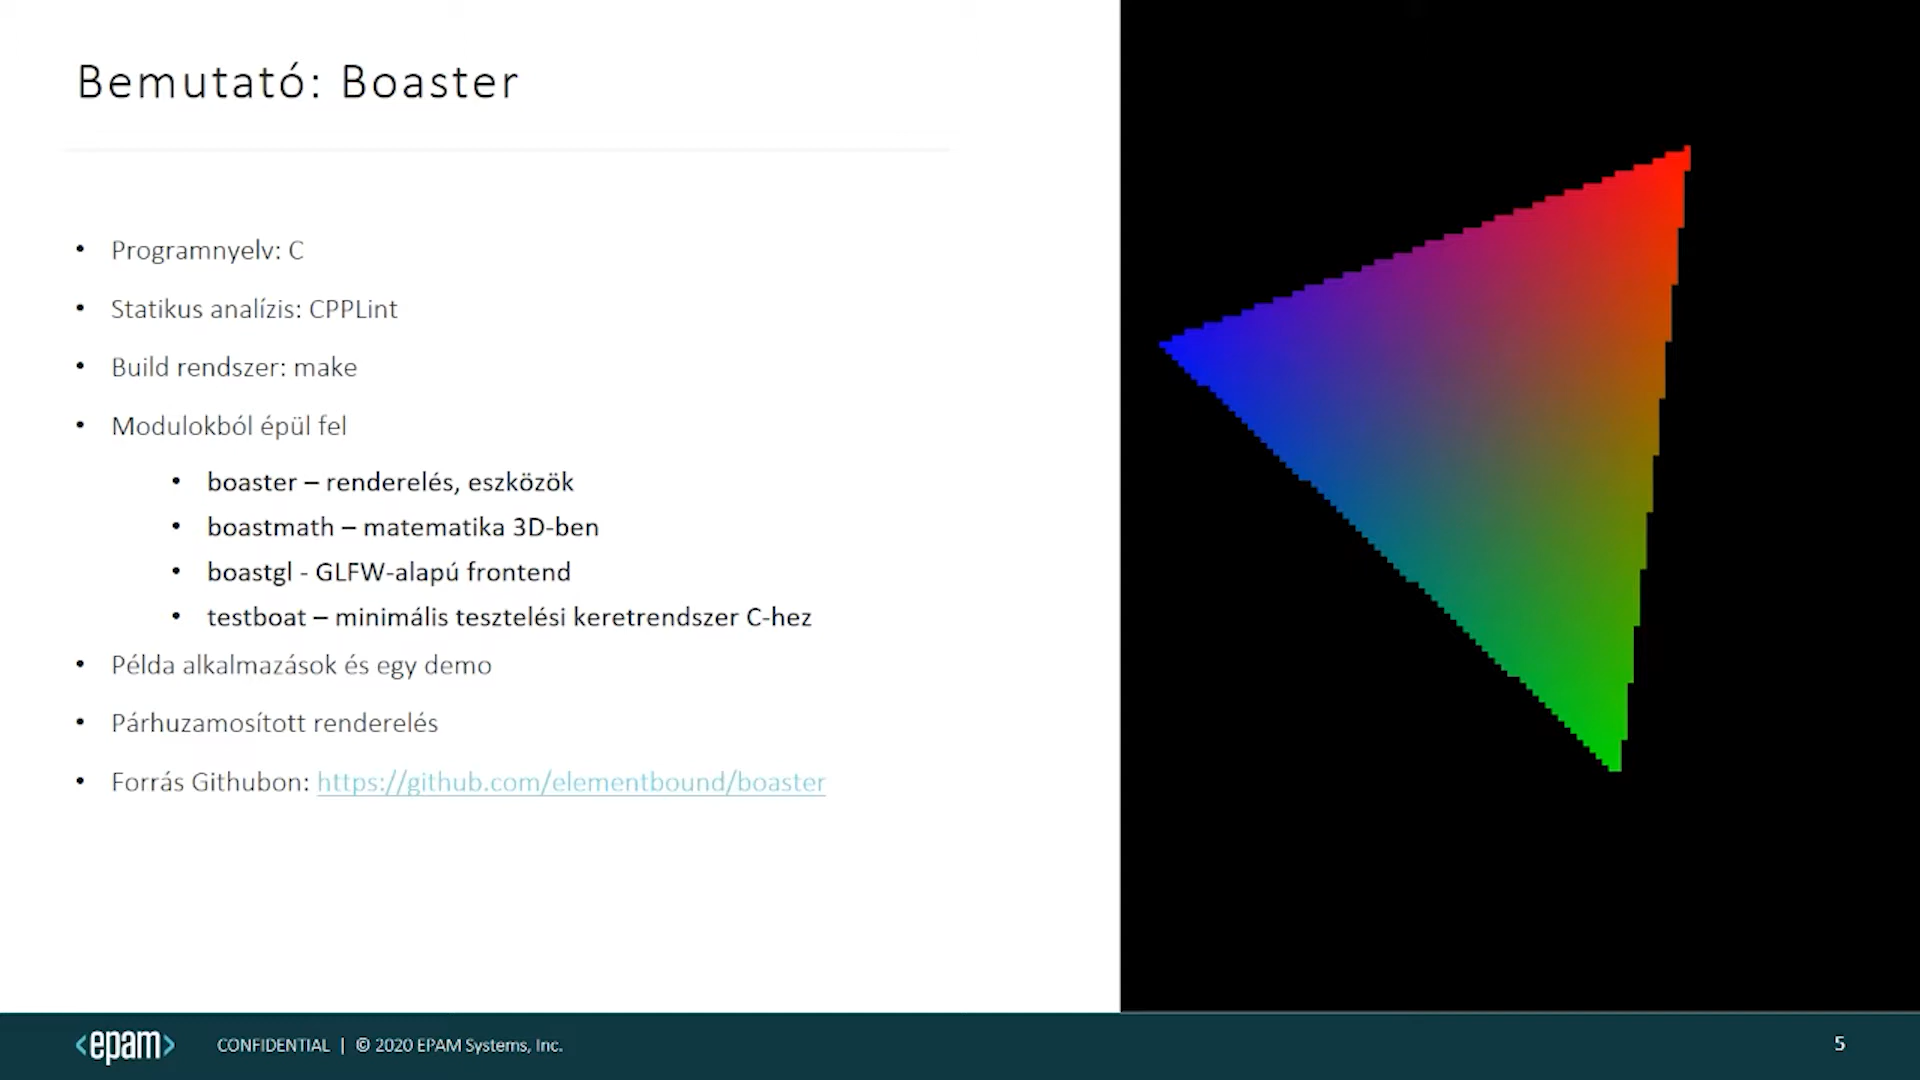 Bemutató: Boaster
• Programnyelv: C
• Statikus analízis: CPPLint
• Build rendszer: make
• Modulokból épül fel
• boaster – renderelés, eszközök
• boastmath – matematika 3D-ben
• boastgl - GLFW-alapú frontend
• testboat – minimális tesztelési keretrendszer C-hez
• Példa alkalmazások és egy demo
• Párhuzamosított renderelés
• Forrás Githubon: https://github.com/elementbound/boaster
<epam> CONFIDENTIAL | © 2020 EPAM Systems, Inc. 5